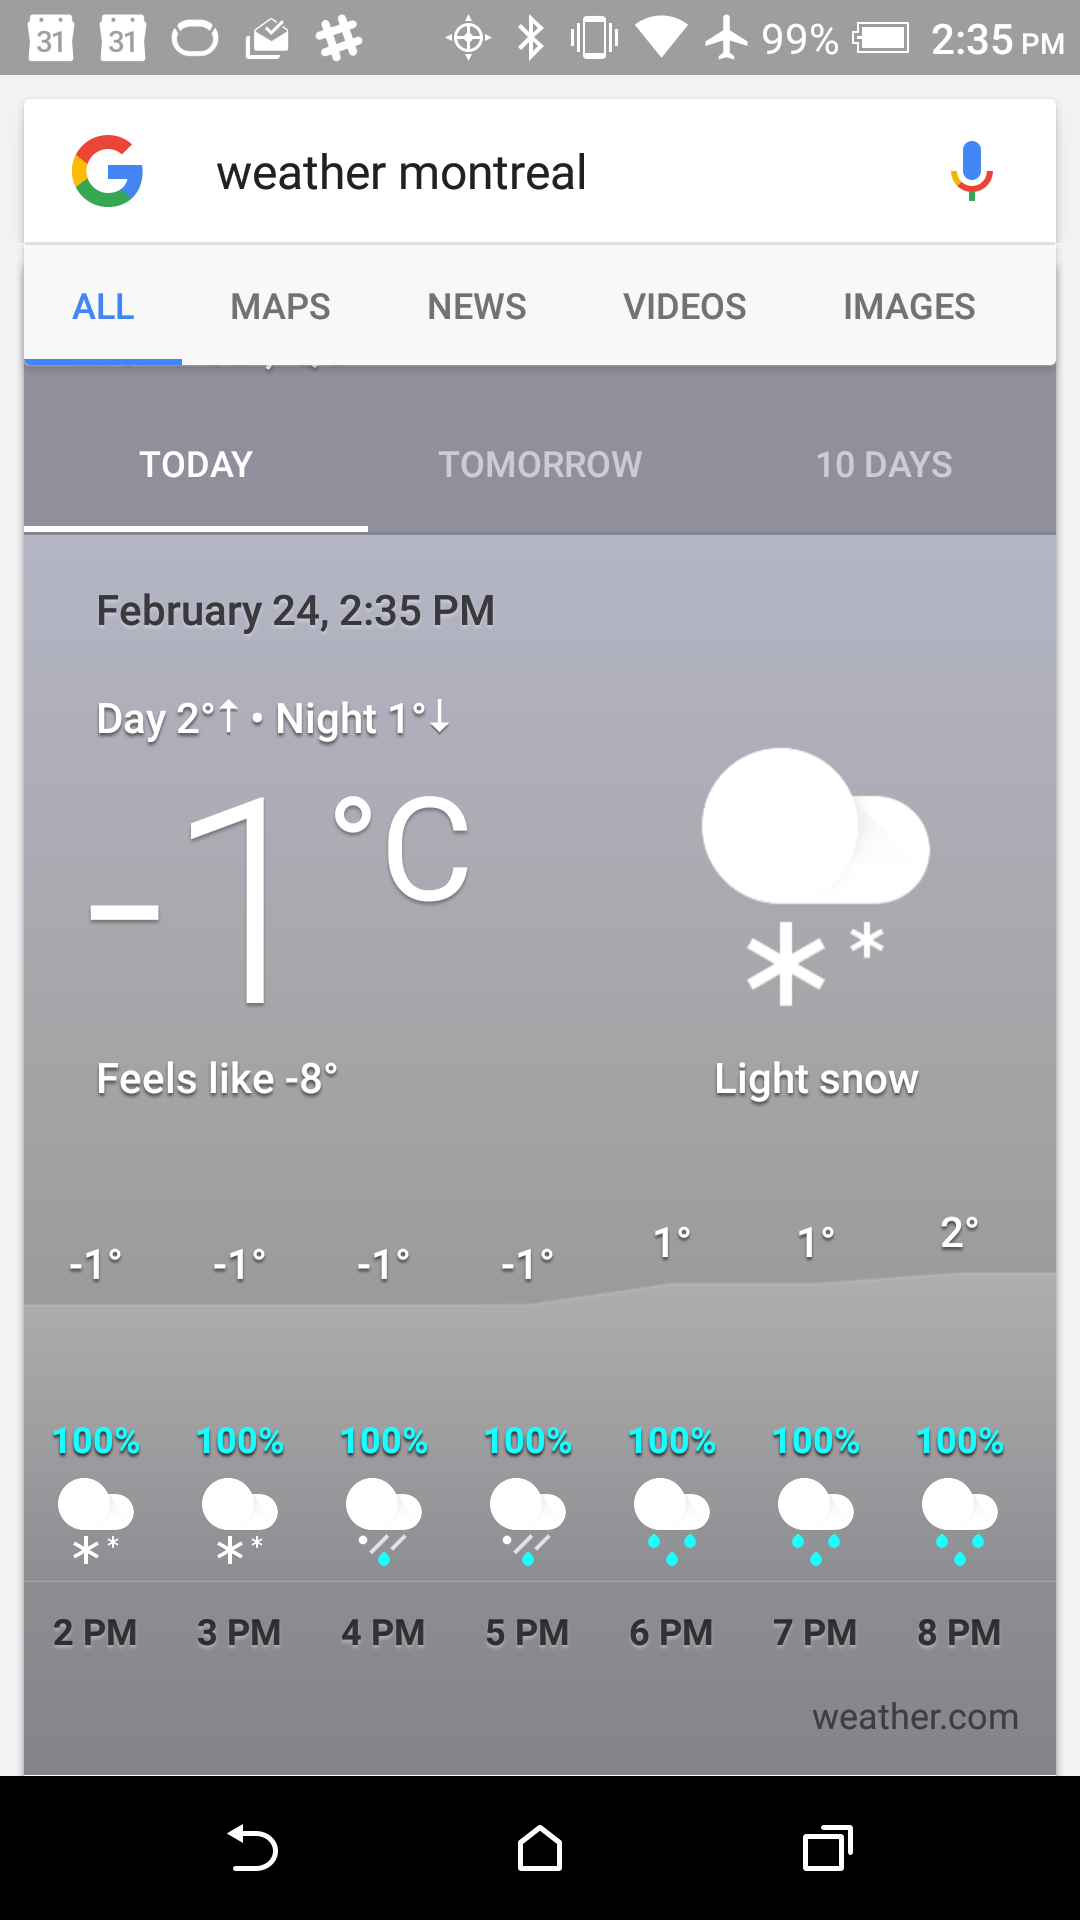 31 31 99% 2:35 PM
weather montreal
ALL MAPS NEWS VIDEOS IMAGES
TODAY TOMORROW 10 DAYS
February 24, 2:35 PM
Day 2°↑ • Night 1°↓
-1 °C
Feels like -8° Light snow
-1° -1° -1° -1° 1° 1° 2°
100% 100% 100% 100% 100% 100% 100%
2 PM 3 PM 4 PM 5 PM 6 PM 7 PM 8 PM
weather.com